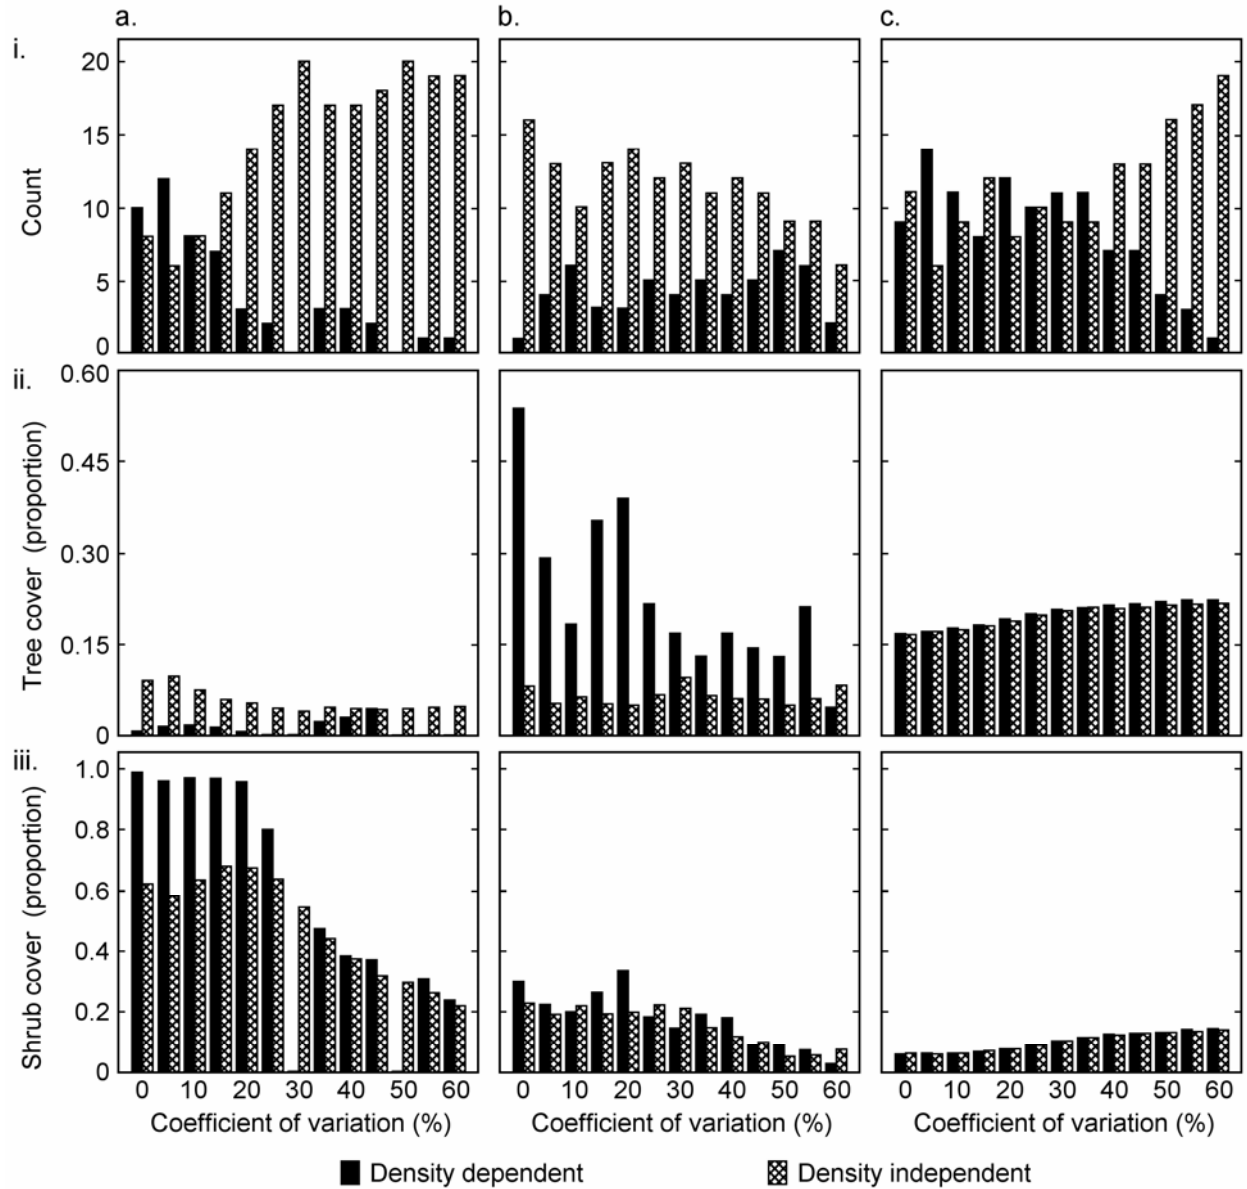 a. b. c.
i.
20
15
10
5
0
Count
ii.
0.60
0.45
0.30
0.15
0
Tree cover (proportion)
iii.
1.0
0.8
0.6
0.4
0.2
0
Shrub cover (proportion)
0 10 20 30 40 50 60 0 10 20 30 40 50 60 0 10 20 30 40 50 60
Coefficient of variation (%) Coefficient of variation (%) Coefficient of variation (%)
Density dependent Density independent